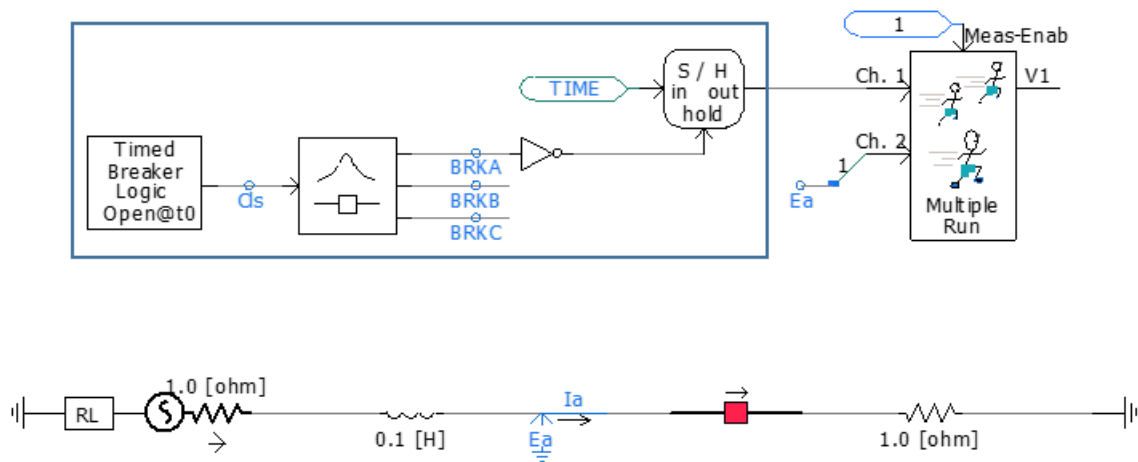 1
Meas-Enab
S / H
in out
hold
TIME
Ch. 1
V1
Timed
Breaker
Logic
Open@t0
Cls
BRKA
BRKB
BRKC
Ch. 2
1
Ea
Multiple
Run
RL
1.0 [ohm]
0.1 [H]
Ea
Ia
1.0 [ohm]